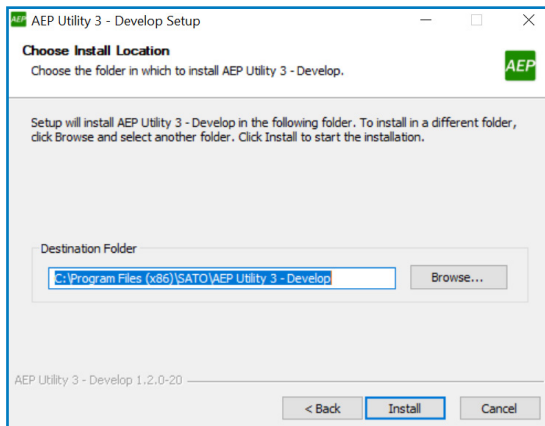 AEP AEP Utility 3 - Develop Setup
Choose Install Location
Choose the folder in which to install AEP Utility 3 - Develop.
AEP
Setup will install AEP Utility 3 - Develop in the following folder. To install in a different folder,
click Browse and select another folder. Click Install to start the installation.
Destination Folder
C:\Program Files (x86)\SATO\AEP Utility 3 - Develop
Browse...
AEP Utility 3 - Develop 1.2.0-20
< Back Install Cancel